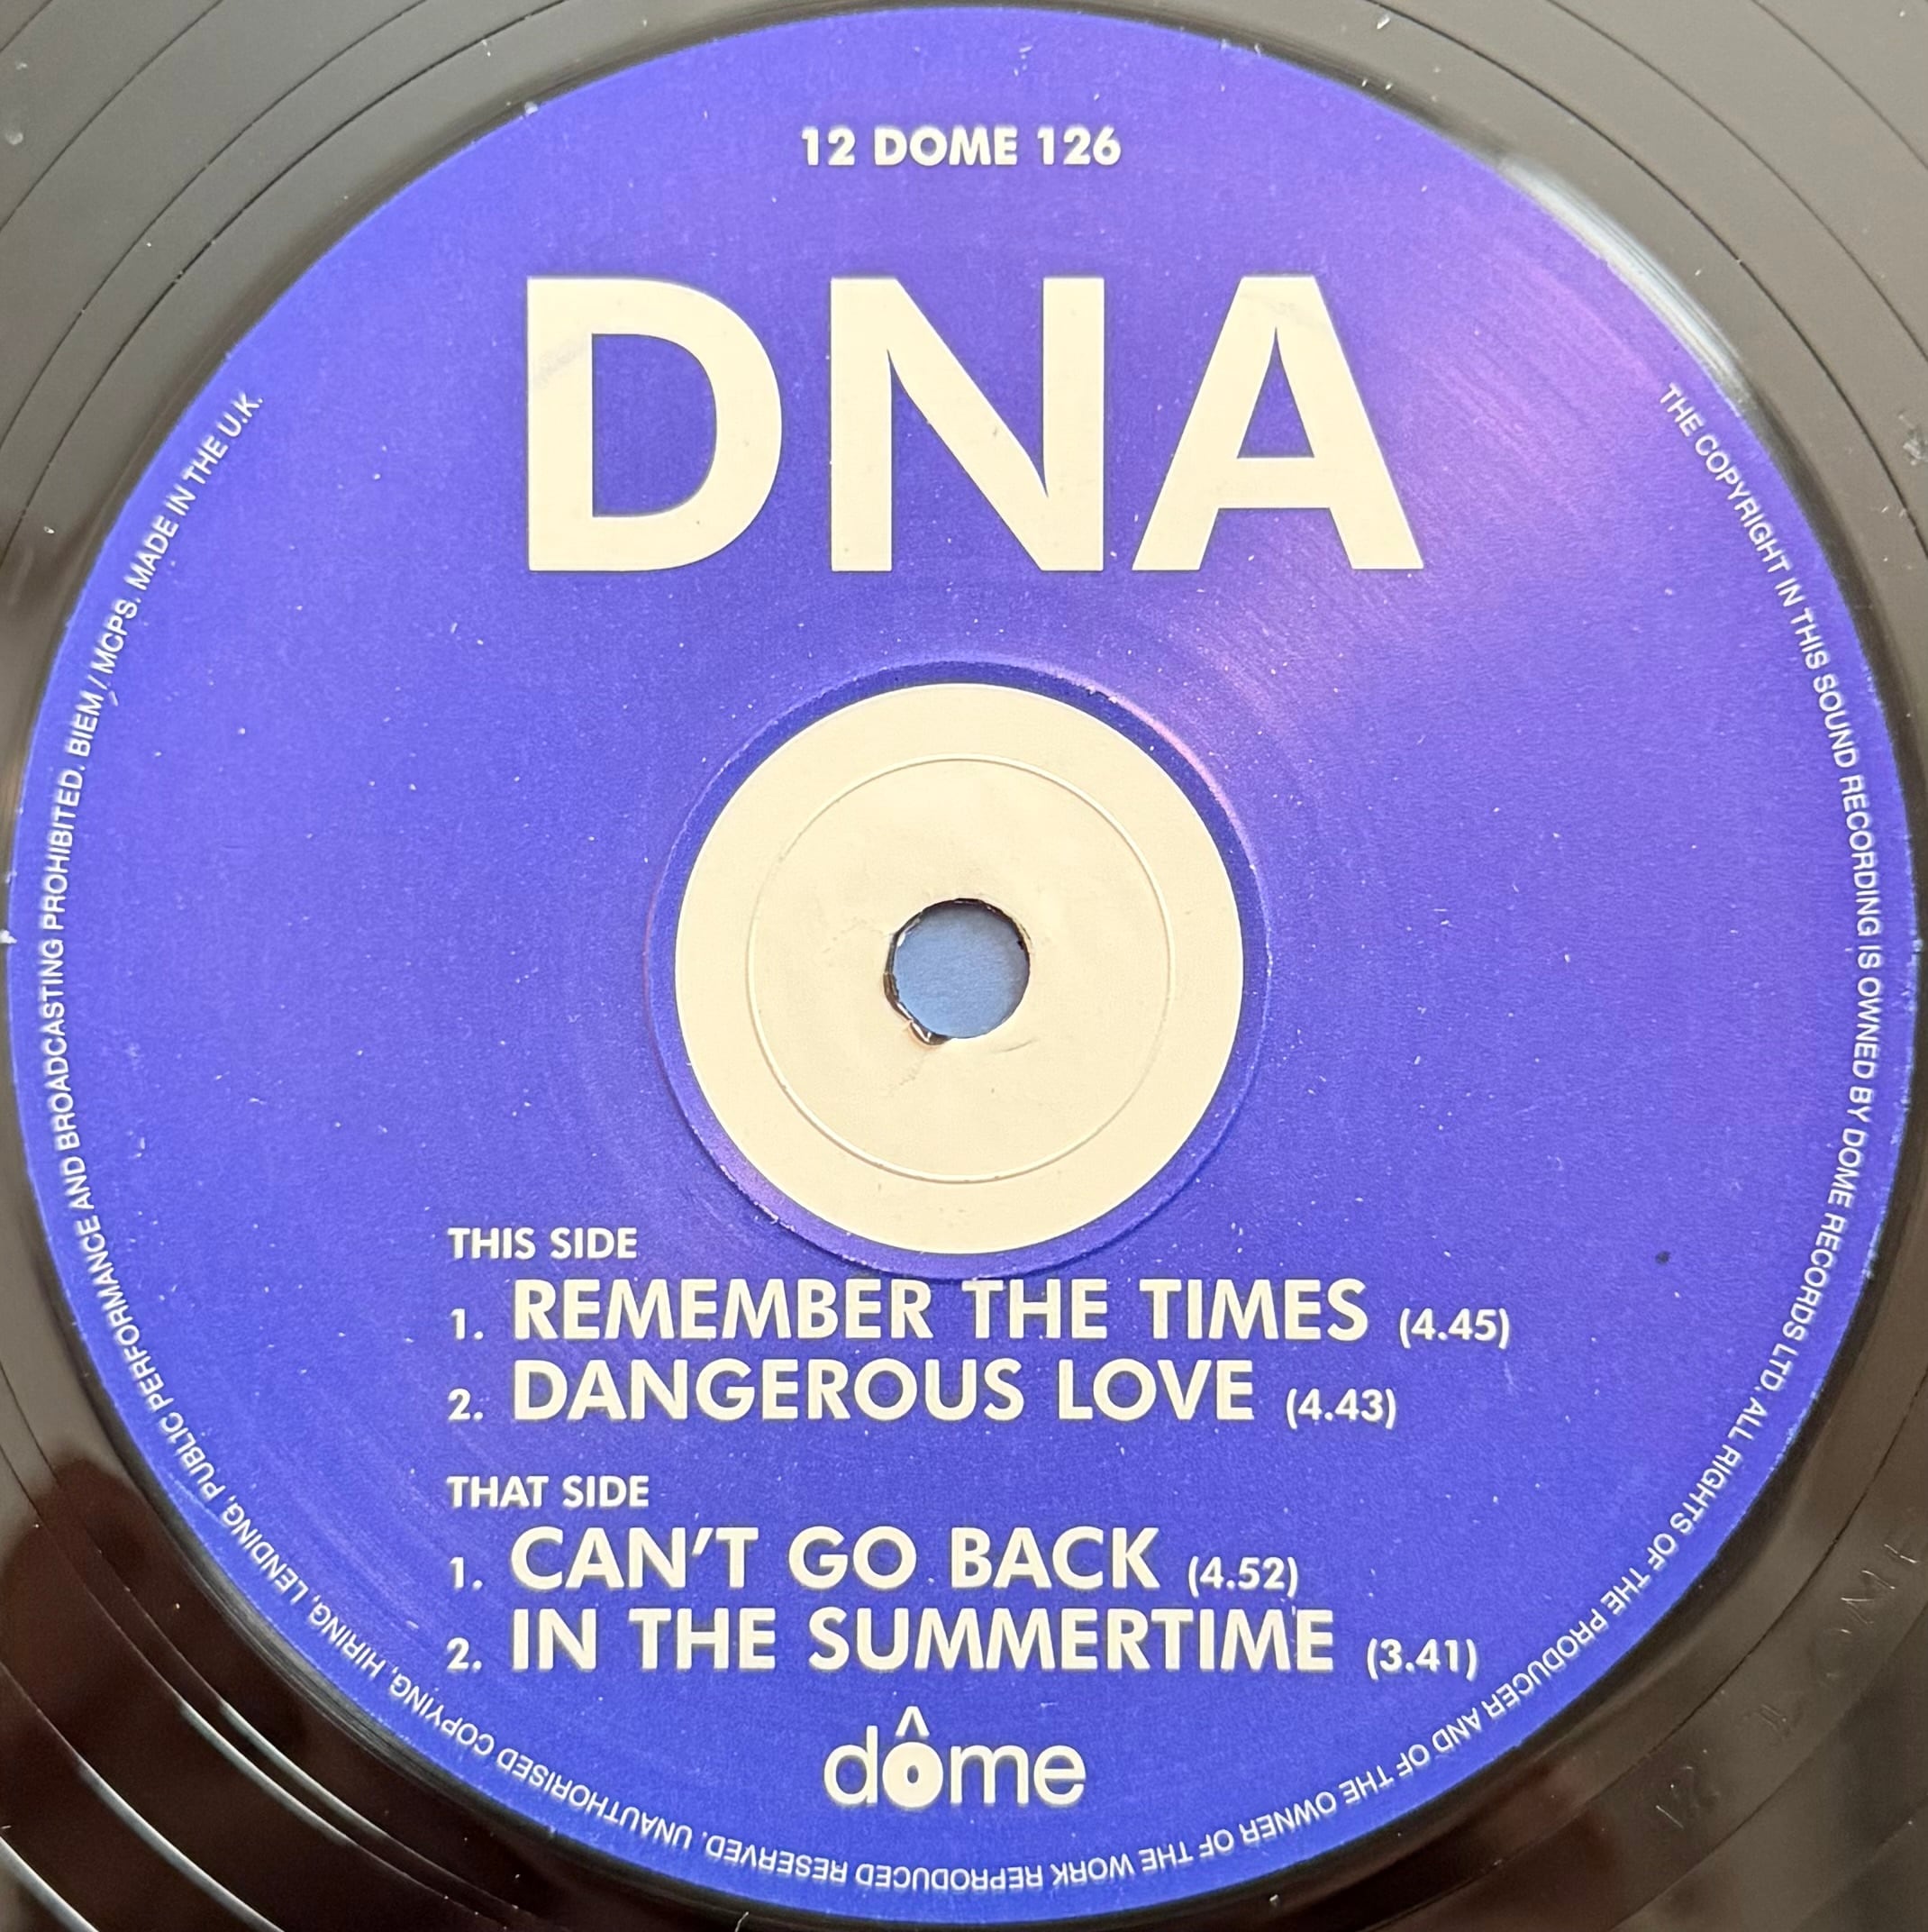 12 DOME 126
DNA
THIS SIDE
1. REMEMBER THE TIMES (4.45)
2. DANGEROUS LOVE (4.43)
THAT SIDE
1. CAN'T GO BACK (4.52)
2. IN THE SUMMERTIME (3.41)
dôme
THE COPYRIGHT IN THIS SOUND RECORDING IS OWNED BY DOME RECORDS LTD. ALL RIGHTS OF THE PRODUCER AND OF THE OWNER OF THE WORK REPRODUCED RESERVED. UNAUTHORISED COPYING, HIRING, LENDING, PUBLIC PERFORMANCE AND BROADCASTING PROHIBITED. BIEM / MCPS. MADE IN THE U.K.